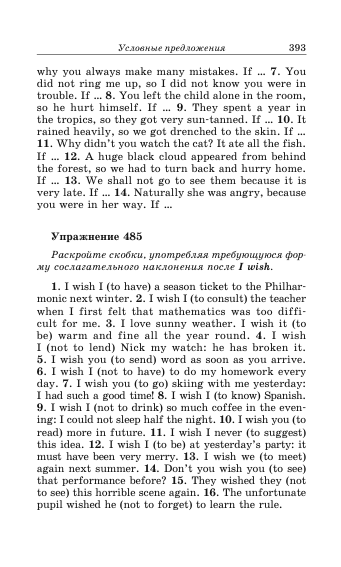 Условные предложения 393
why you always make many mistakes. If ... 7. You
did not ring me up, so I did not know you were in
trouble. If ... 8. You left the child alone in the room,
so he hurt himself. If ... 9. They spent a year in
the tropics, so they got very sun-tanned. If ... 10. It
rained heavily, so we got drenched to the skin. If ...
11. Why didn't you watch the cat? It ate all the fish.
If ... 12. A huge black cloud appeared from behind
the forest, so we had to turn back and hurry home.
If ... 13. We shall not go to see them because it is
very late. If ... 14. Naturally she was angry, because
you were in her way. If ...
Упражнение 485
Раскройте скобки, употребляя требующуюся фор-
му сослагательного наклонения после I wish.
1. I wish I (to have) a season ticket to the Philhar-
monic next winter. 2. I wish I (to consult) the teacher
when I first felt that mathematics was too diffi-
cult for me. 3. I love sunny weather. I wish it (to
be) warm and fine all the year round. 4. I wish
I (not to lend) Nick my watch: he has broken it.
5. I wish you (to send) word as soon as you arrive.
6. I wish I (not to have) to do my homework every
day. 7. I wish you (to go) skiing with me yesterday:
I had such a good time! 8. I wish I (to know) Spanish.
9. I wish I (not to drink) so much coffee in the even-
ing: I could not sleep half the night. 10. I wish you (to
read) more in future. 11. I wish I never (to suggest)
this idea. 12. I wish I (to be) at yesterday's party: it
must have been very merry. 13. I wish we (to meet)
again next summer. 14. Don't you wish you (to see)
that performance before? 15. They wished they (not
to see) this horrible scene again. 16. The unfortunate
pupil wished he (not to forget) to learn the rule.